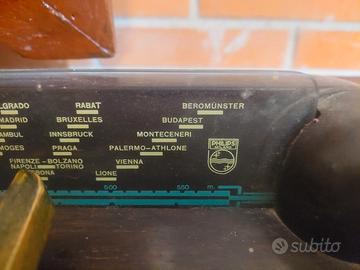 LGRADO RABAT BEROMÜNSTER
MADRID BRUXELLES BUDAPEST
AMBUL INNSBRUCK MONTECENERI
MOGES PRAGA PALERMO-ATHLONE
FIRENZE-BOLZANO VIENNA
NAPOLI TORINO
BONA LIONE
500 550 m.
PHILIPS
subito